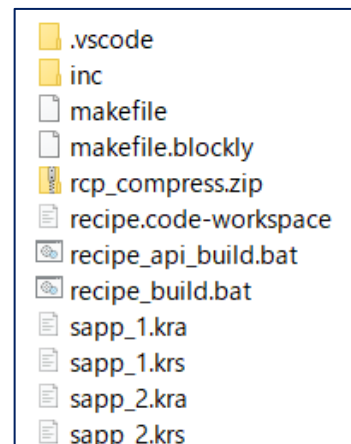 .vscode
inc
makefile
makefile.blockly
rcp_compress.zip
recipe.code-workspace
recipe_api_build.bat
recipe_build.bat
sapp_1.kra
sapp_1.krs
sapp_2.kra
sapp_2.krs